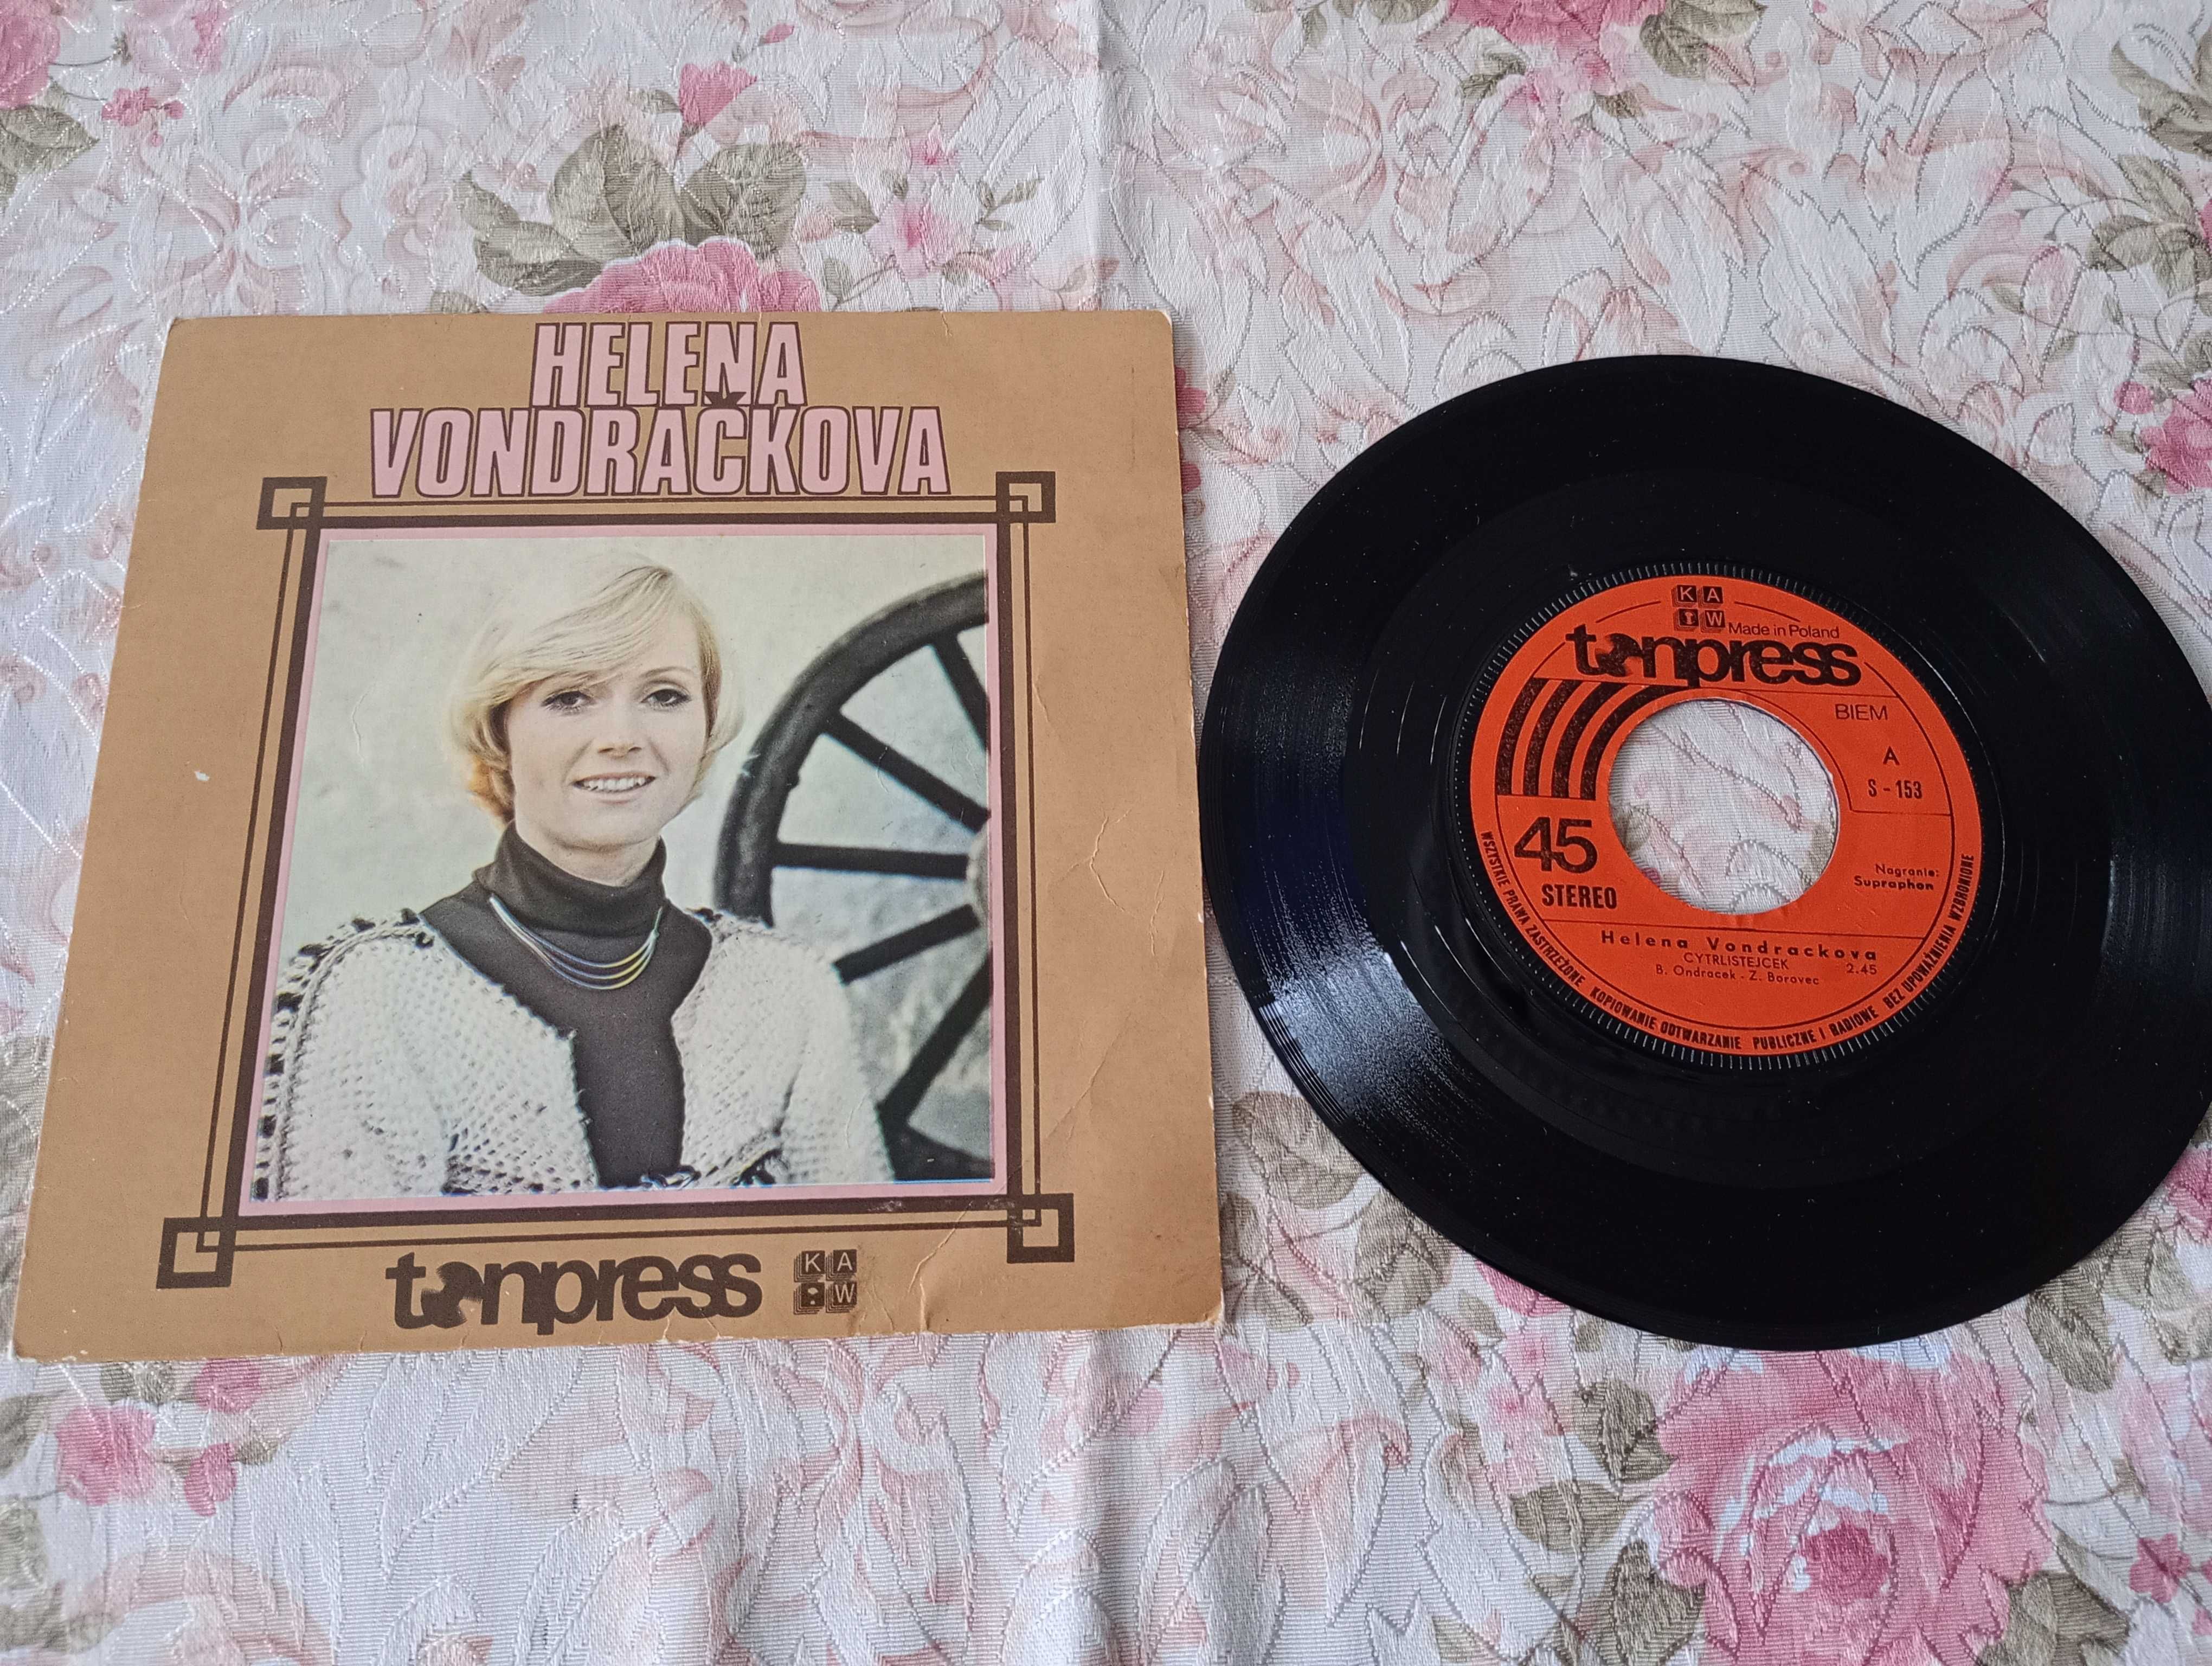 HELENA
VONDRAČKOVA
tonpress
KA
W
KA
W
Made in Poland
tonpress
BIEM
A
S - 153
45
STEREO
Nagranie:
Supraphon
Helena Vondrackova
CYTRLISTEJCEK 2.45
B. Ondracek - Z. Borovec
WSZYSTKIE PRAWA ZASTRZEŻONE KOPIOWANIE ODTWARZANIE PUBLICZNE I RADIOWE BEZ UPOWAŻNIENIA WZBRONIONE